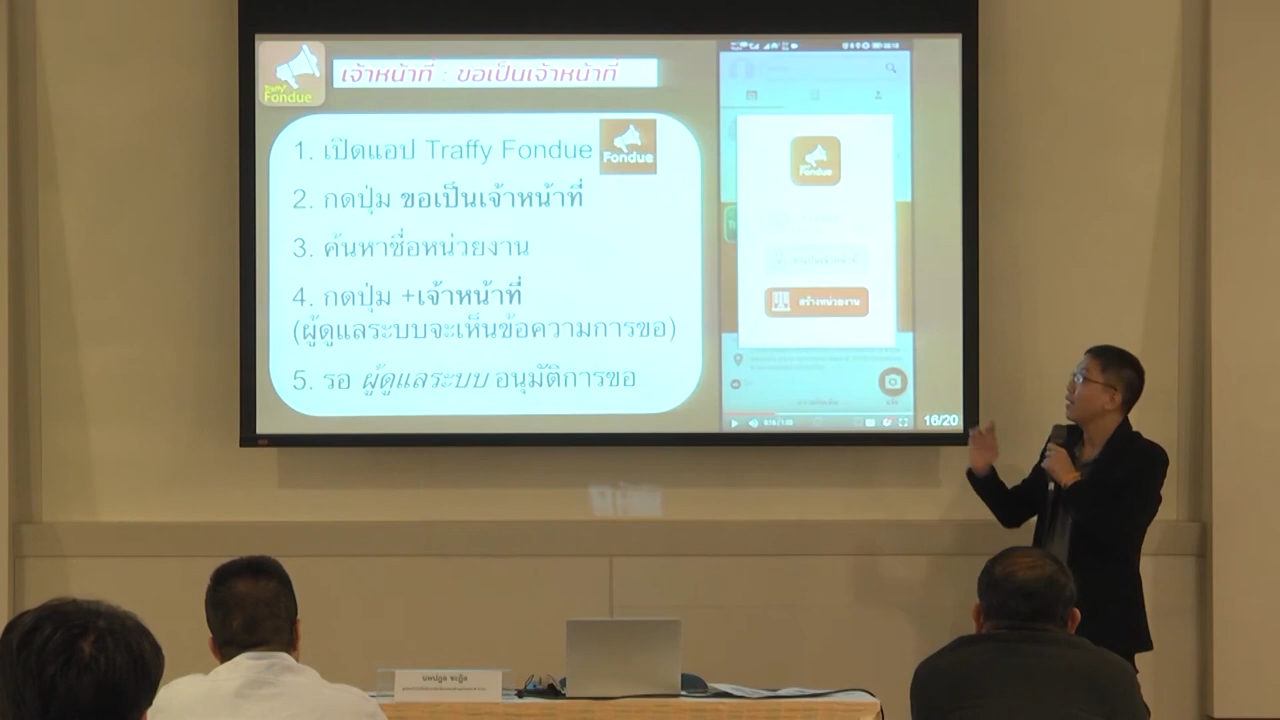 Traffy
Fondue
เจ้าหน้าที่ : ขอเป็นเจ้าหน้าที่
1. เปิดแอป Traffy Fondue
Fondue
2. กดปุ่ม ขอเป็นเจ้าหน้าที่
3. ค้นหาชื่อหน่วยงาน
4. กดปุ่ม +เจ้าหน้าที่
(ผู้ดูแลระบบจะเห็นข้อความการขอ)
5. รอ ผู้ดูแลระบบ อนุมัติการขอ
Fondue
สร้างหน่วยงาน
16/20